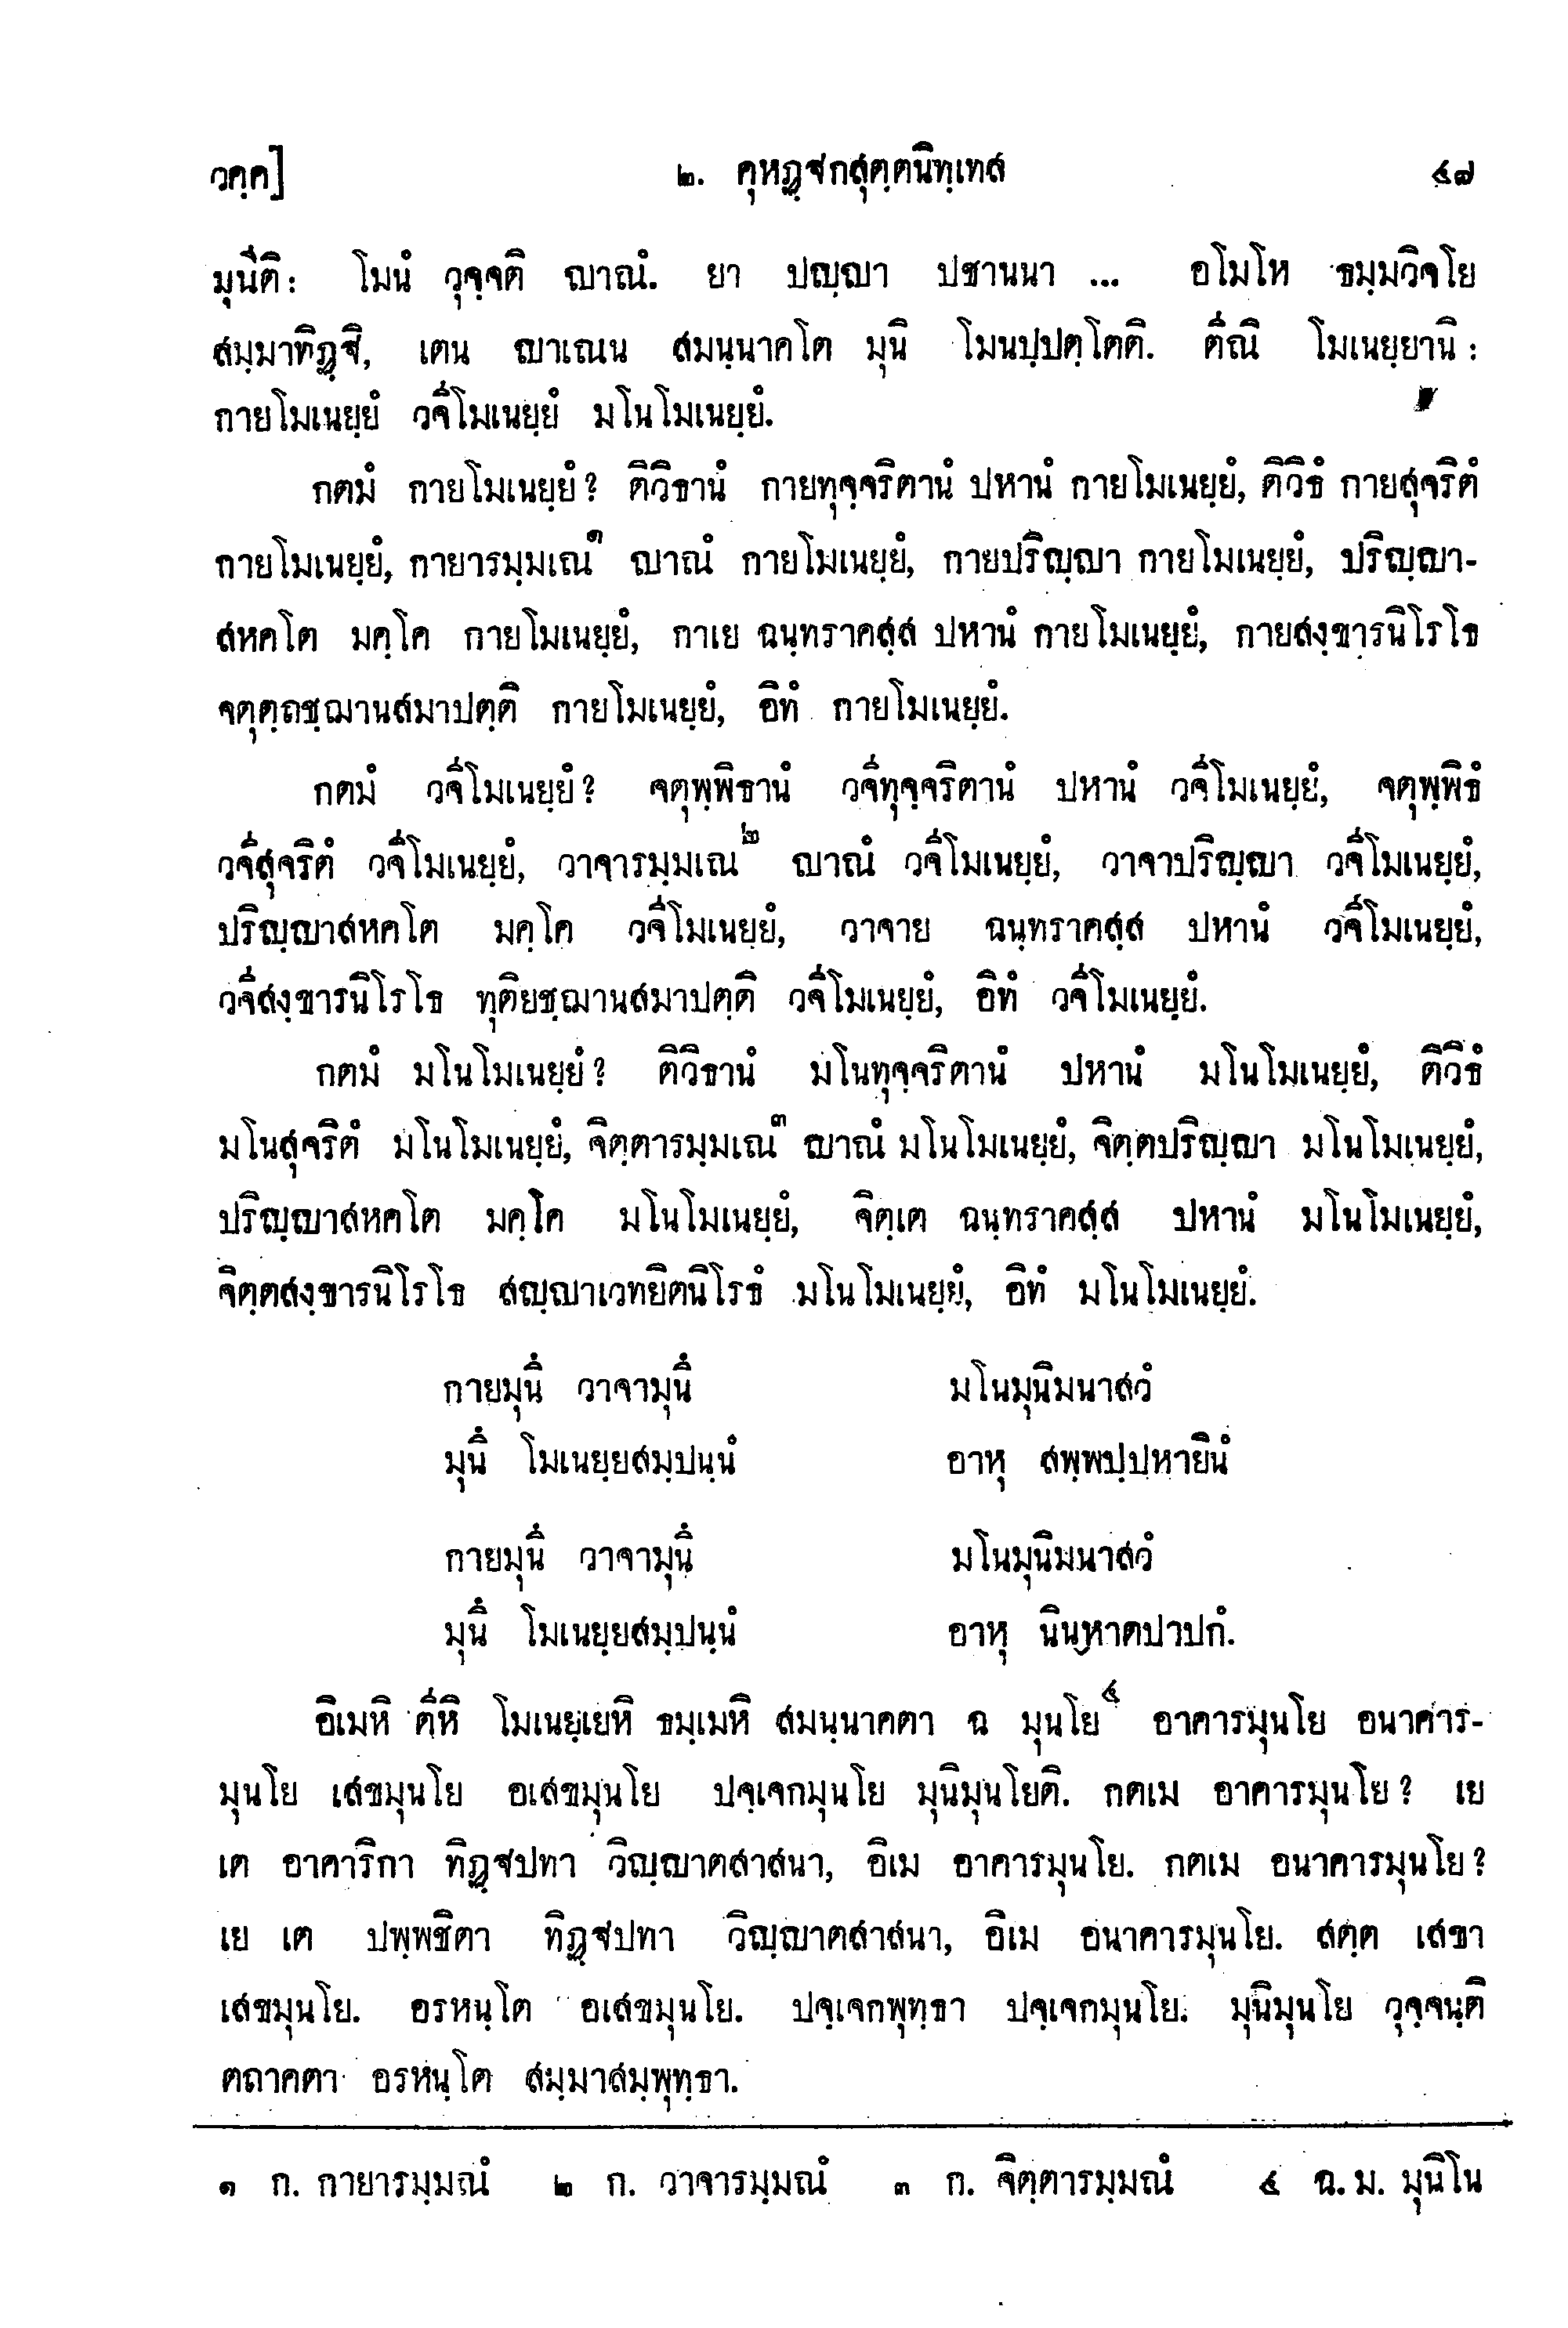 วคฺค] ๒. คุหฏฺฐกสุตฺตนิทฺเทส ๔๗
มุนีติ: โมนํ วุจฺจติ ญาณํ. ยา ปญฺญา ปชานนา ... อโมโห ธมฺมวิจโย
สมฺมาทิฏฺฐิ, เตน ญาเณน สมนฺนาคโต มุนิ โมนปฺปตฺโตติ. ตีณิ โมเนยฺยานิ:
กายโมเนยฺยํ วจีโมเนยฺยํ มโนโมเนยฺยํ.
กตมํ กายโมเนยฺยํ? ติวิธานํ กายทุจฺจริตานํ ปหานํ กายโมเนยฺยํ, ติวิธํ กายสุจริตํ
กายโมเนยฺยํ, กายารมฺมเณ๑ ญาณํ กายโมเนยฺยํ, กายปริญฺญา กายโมเนยฺยํ, ปริญฺญา-
สหคโต มคฺโค กายโมเนยฺยํ, กาเย ฉนฺทราคสฺส ปหานํ กายโมเนยฺยํ, กายสงฺขารนิโรโธ
จตุตฺถชฺฌานสมาปตฺติ กายโมเนยฺยํ, อิทํ กายโมเนยฺยํ.
กตมํ วจีโมเนยฺยํ? จตุพฺพิธานํ วจีทุจฺจริตานํ ปหานํ วจีโมเนยฺยํ, จตุพฺพิธํ
วจีสุจริตํ วจีโมเนยฺยํ, วาจารมฺมเณ๒ ญาณํ วจีโมเนยฺยํ, วาจาปริญฺญา วจีโมเนยฺยํ,
ปริญฺญาสหคโต มคฺโค วจีโมเนยฺยํ, วาจาย ฉนฺทราคสฺส ปหานํ วจีโมเนยฺยํ,
วจีสงฺขารนิโรโธ ทุติยชฺฌานสมาปตฺติ วจีโมเนยฺยํ, อิทํ วจีโมเนยฺยํ.
กตมํ มโนโมเนยฺยํ? ติวิธานํ มโนทุจฺจริตานํ ปหานํ มโนโมเนยฺยํ, ติวิธํ
มโนสุจริตํ มโนโมเนยฺยํ, จิตฺตารมฺมเณ๓ ญาณํ มโนโมเนยฺยํ, จิตฺตปริญฺญา มโนโมเนยฺยํ,
ปริญฺญาสหคโต มคฺโค มโนโมเนยฺยํ, จิตฺเต ฉนฺทราคสฺส ปหานํ มโนโมเนยฺยํ,
จิตฺตสงฺขารนิโรโธ สญฺญาเวทยิตนิโรธํ มโนโมเนยฺยํ, อิทํ มโนโมเนยฺยํ.
กายมุนึ วาจามุนึ มโนมุนิมนาสวํ
มุนึ โมเนยฺยสมฺปนฺนํ อาหุ สพฺพปฺปหายินํ
กายมุนึ วาจามุนึ มโนมุนิมนาสวํ
มุนึ โมเนยฺยสมฺปนฺนํ อาหุ นินฺหาตปาปกํ.
อิเมหิ ตีหิ โมเนยฺเยหิ ธมฺเมหิ สมนฺนาคตา ฉ มุนโย๔ อาคารมุนโย อนาคาร-
มุนโย เสขมุนโย อเสขมุนโย ปจฺเจกมุนโย มุนิมุนโยติ. กตเม อาคารมุนโย? เย
เต อาคาริกา ทิฏฺฐปทา วิญฺญาตสาสนา, อิเม อาคารมุนโย. กตเม อนาคารมุนโย?
เย เต ปพฺพชิตา ทิฏฺฐปทา วิญฺญาตสาสนา, อิเม อนาคารมุนโย. สตฺต เสขา
เสขมุนโย. อรหนฺโต อเสขมุนโย. ปจฺเจกพุทฺธา ปจฺเจกมุนโย. มุนิมุนโย วุจฺจนฺติ
ตถาคตา อรหนฺโต สมฺมาสมฺพุทฺธา.
๑ ก. กายารมฺมณํ ๒ ก. วาจารมฺมณํ ๓ ก. จิตฺตารมฺมณํ ๔ ฉ. ม. มุนิโน